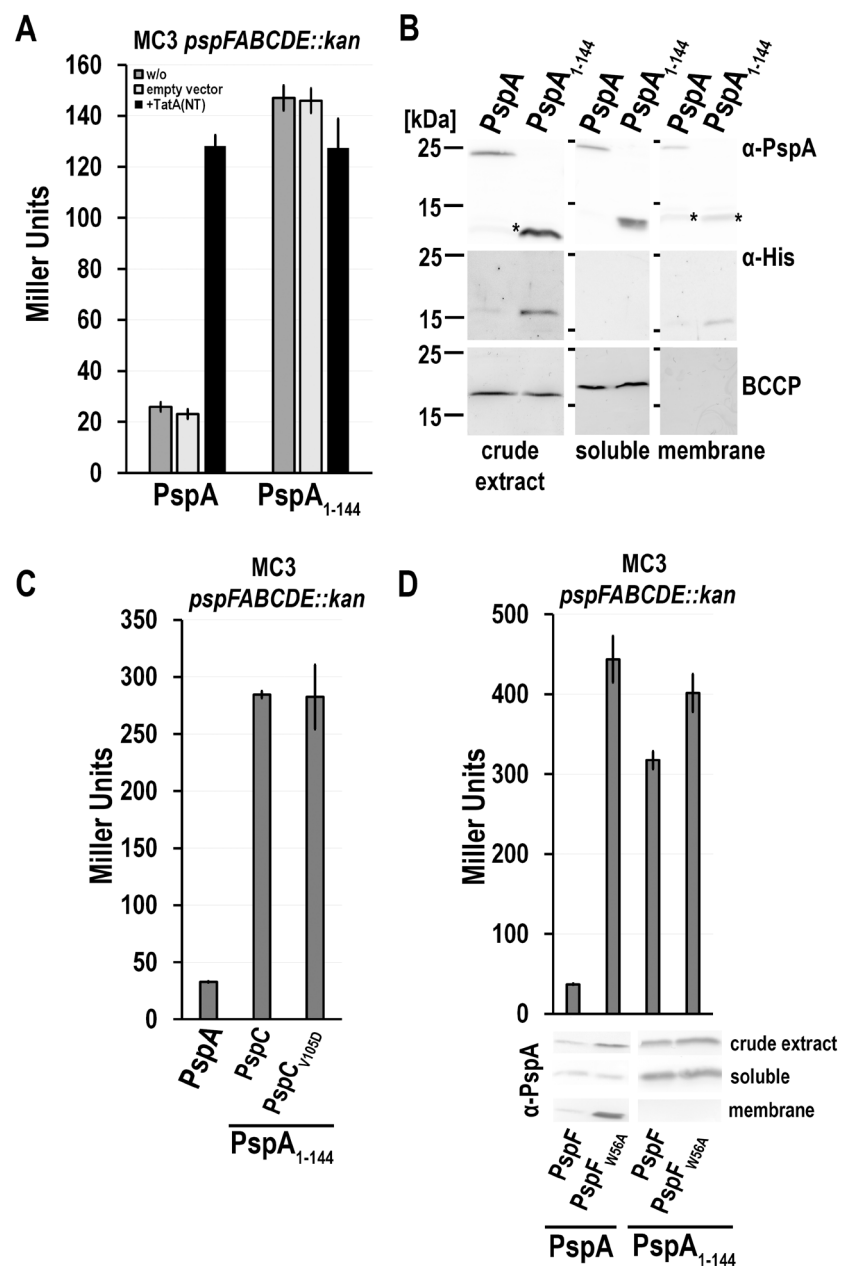 A
MC3 pspFABCDE::kan
w/o
empty vector
+TatA(NT)
Miller Units
160
140
120
100
80
60
40
20
0
PspA
PspA1-144
B
PspA
PspA1-144
PspA
PspA1-144
PspA
PspA1-144
[kDa]
25
15
α-PspA
*
*
*
25
15
α-His
25
15
BCCP
crude extract
soluble
membrane
C
MC3
pspFABCDE::kan
Miller Units
350
300
250
200
150
100
50
0
PspA
PspC
PspCV105D
PspA1-144
D
MC3
pspFABCDE::kan
Miller Units
500
400
300
200
100
0
α-PspA
crude extract
soluble
membrane
PspF
PspFW56A
PspF
PspFW56A
PspA
PspA1-144